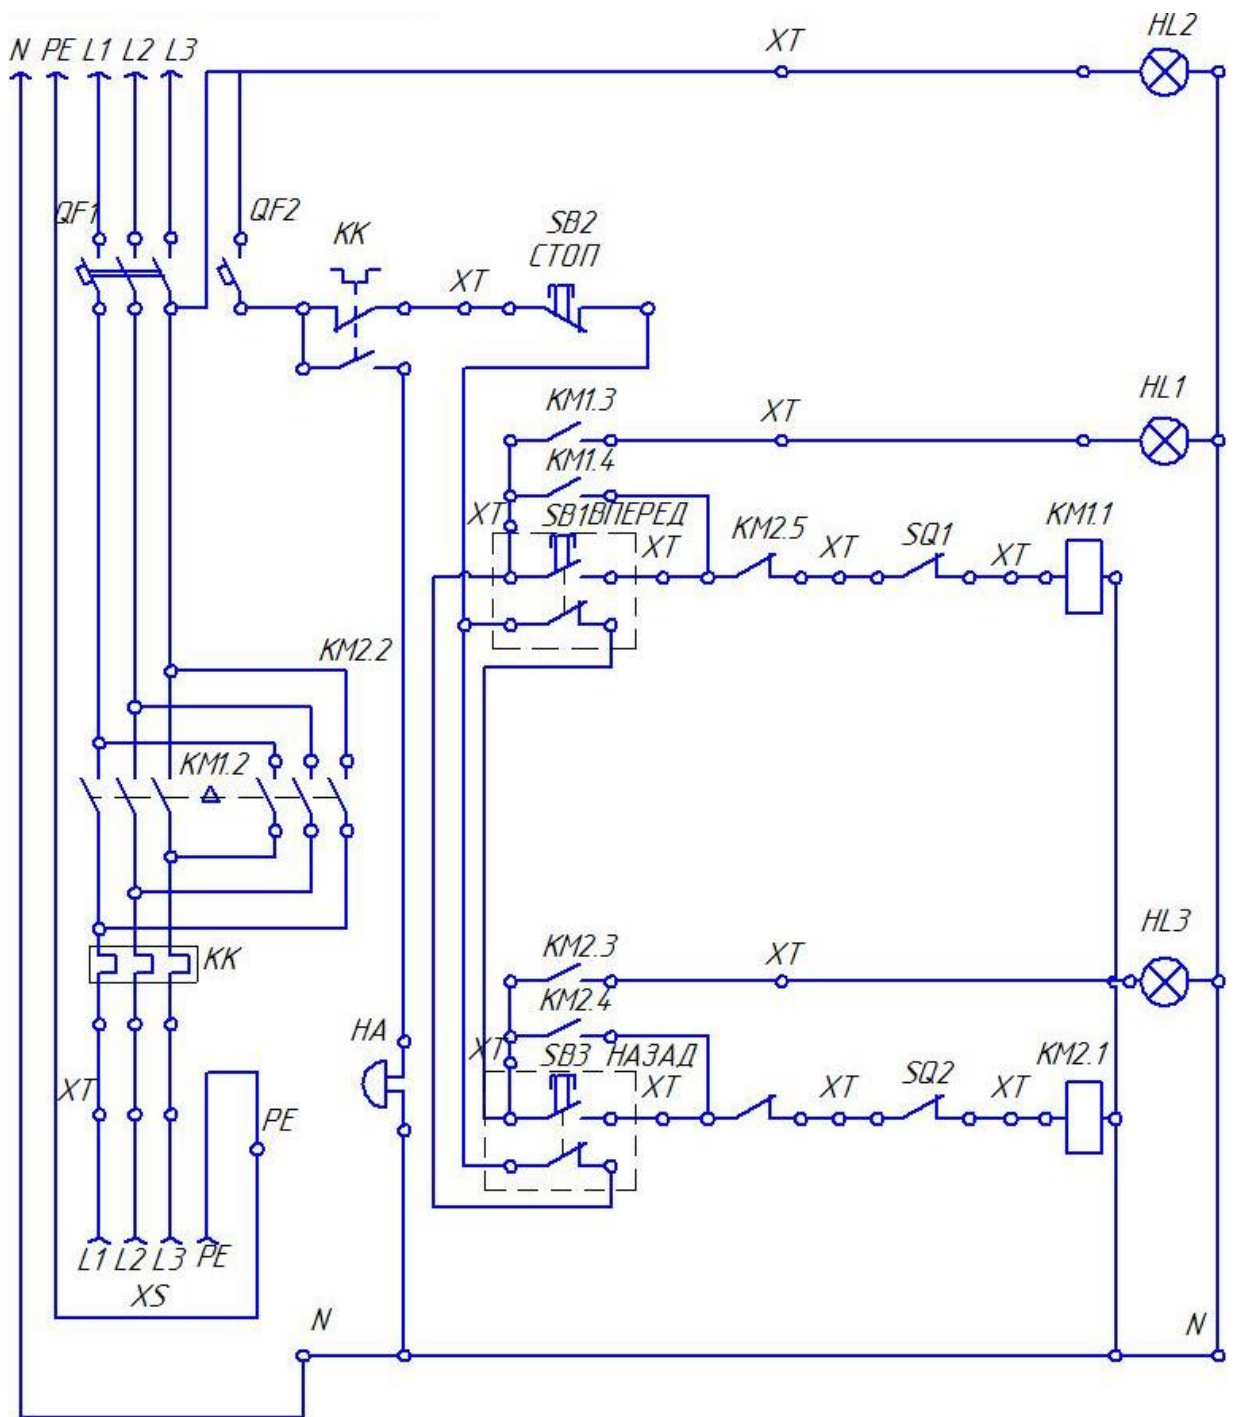 HL2
XT
N PE L1 L2 L3
QF1
QF2
SB2
СТОП
KK
XT
HL1
KM1.3
XT
KM1.4
XT
SB1 ВПЕРЕД
KM1.1
KM2.5
SQ1
XT
XT
XT
KM2.2
KM1.2
HL3
KM2.3
XT
KK
KM2.4
HA
XT
SB3 НАЗАД
KM2.1
SQ2
XT
XT
XT
XT
PE
L1 L2 L3 PE
XS
N
N